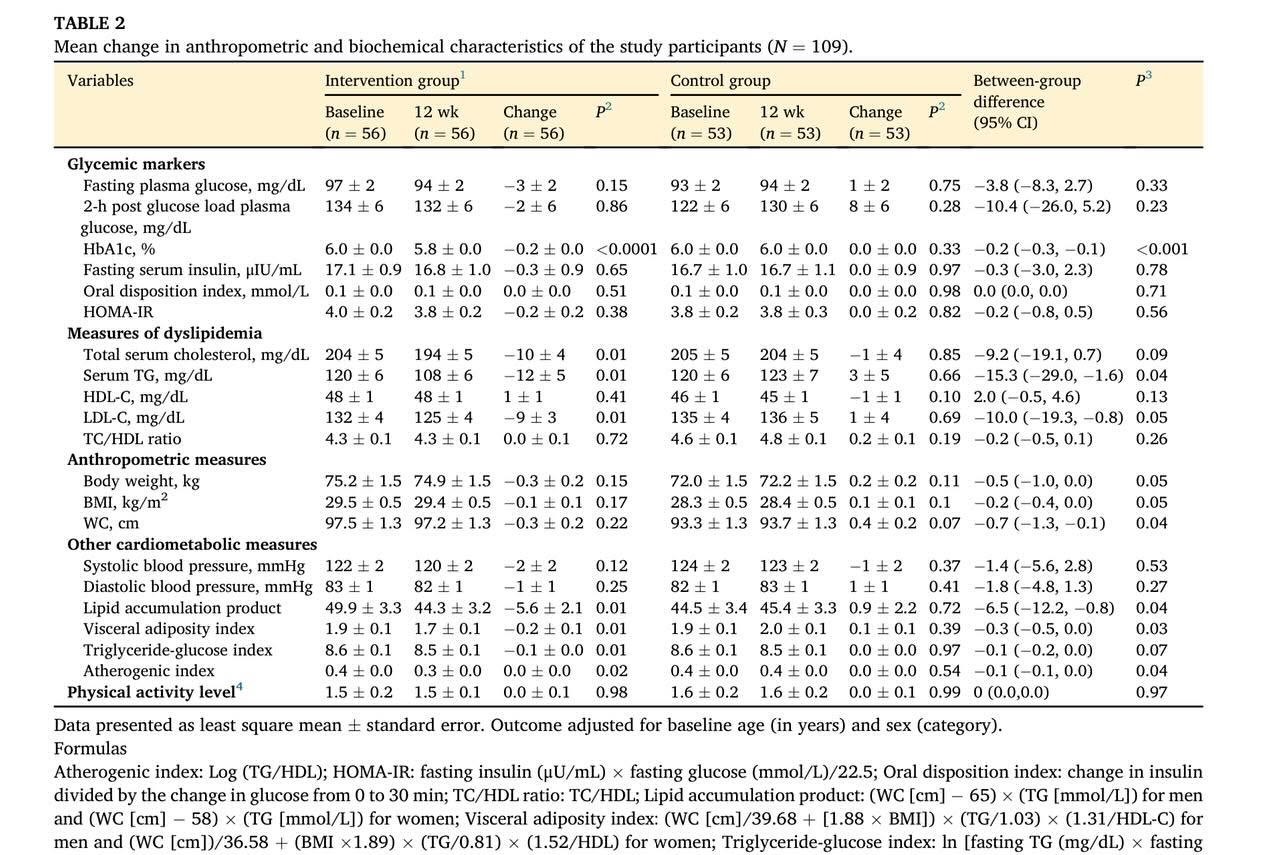 TABLE 2
Mean change in anthropometric and biochemical characteristics of the study participants (N = 109).
Variables Intervention group1 Control group Between-group difference (95% CI) P3
Baseline (n = 56) 12 wk (n = 56) Change (n = 56) P2 Baseline (n = 53) 12 wk (n = 53) Change (n = 53) P2
Glycemic markers
Fasting plasma glucose, mg/dL 97 ± 2 94 ± 2 −3 ± 2 0.15 93 ± 2 94 ± 2 1 ± 2 0.75 −3.8 (−8.3, 2.7) 0.33
2-h post glucose load plasma 134 ± 6 132 ± 6 −2 ± 6 0.86 122 ± 6 130 ± 6 8 ± 6 0.28 −10.4 (−26.0, 5.2) 0.23
glucose, mg/dL
HbA1c, % 6.0 ± 0.0 5.8 ± 0.0 −0.2 ± 0.0 <0.0001 6.0 ± 0.0 6.0 ± 0.0 0.0 ± 0.0 0.33 −0.2 (−0.3, −0.1) <0.001
Fasting serum insulin, μIU/mL 17.1 ± 0.9 16.8 ± 1.0 −0.3 ± 0.9 0.65 16.7 ± 1.0 16.7 ± 1.1 0.0 ± 0.9 0.97 −0.3 (−3.0, 2.3) 0.78
Oral disposition index, mmol/L 0.1 ± 0.0 0.1 ± 0.0 0.0 ± 0.0 0.51 0.1 ± 0.0 0.1 ± 0.0 0.0 ± 0.0 0.98 0.0 (0.0, 0.0) 0.71
HOMA-IR 4.0 ± 0.2 3.8 ± 0.2 −0.2 ± 0.2 0.38 3.8 ± 0.2 3.8 ± 0.3 0.0 ± 0.2 0.82 −0.2 (−0.8, 0.5) 0.56
Measures of dyslipidemia
Total serum cholesterol, mg/dL 204 ± 5 194 ± 5 −10 ± 4 0.01 205 ± 5 204 ± 5 −1 ± 4 0.85 −9.2 (−19.1, 0.7) 0.09
Serum TG, mg/dL 120 ± 6 108 ± 6 −12 ± 5 0.01 120 ± 6 123 ± 7 3 ± 5 0.66 −15.3 (−29.0, −1.6) 0.04
HDL-C, mg/dL 48 ± 1 48 ± 1 1 ± 1 0.41 46 ± 1 45 ± 1 −1 ± 1 0.10 2.0 (−0.5, 4.6) 0.13
LDL-C, mg/dL 132 ± 4 125 ± 4 −9 ± 3 0.01 135 ± 4 136 ± 5 1 ± 4 0.69 −10.0 (−19.3, −0.8) 0.05
TC/HDL ratio 4.3 ± 0.1 4.3 ± 0.1 0.0 ± 0.1 0.72 4.6 ± 0.1 4.8 ± 0.1 0.2 ± 0.1 0.19 −0.2 (−0.5, 0.1) 0.26
Anthropometric measures
Body weight, kg 75.2 ± 1.5 74.9 ± 1.5 −0.3 ± 0.2 0.15 72.0 ± 1.5 72.2 ± 1.5 0.2 ± 0.2 0.11 −0.5 (−1.0, 0.0) 0.05
BMI, kg/m2 29.5 ± 0.5 29.4 ± 0.5 −0.1 ± 0.1 0.17 28.3 ± 0.5 28.4 ± 0.5 0.1 ± 0.1 0.1 −0.2 (−0.4, 0.0) 0.05
WC, cm 97.5 ± 1.3 97.2 ± 1.3 −0.3 ± 0.2 0.22 93.3 ± 1.3 93.7 ± 1.3 0.4 ± 0.2 0.07 −0.7 (−1.3, −0.1) 0.04
Other cardiometabolic measures
Systolic blood pressure, mmHg 122 ± 2 120 ± 2 −2 ± 2 0.12 124 ± 2 123 ± 2 −1 ± 2 0.37 −1.4 (−5.6, 2.8) 0.53
Diastolic blood pressure, mmHg 83 ± 1 82 ± 1 −1 ± 1 0.25 82 ± 1 83 ± 1 1 ± 1 0.41 −1.8 (−4.8, 1.3) 0.27
Lipid accumulation product 49.9 ± 3.3 44.3 ± 3.2 −5.6 ± 2.1 0.01 44.5 ± 3.4 45.4 ± 3.3 0.9 ± 2.2 0.72 −6.5 (−12.2, −0.8) 0.04
Visceral adiposity index 1.9 ± 0.1 1.7 ± 0.1 −0.2 ± 0.1 0.01 1.9 ± 0.1 2.0 ± 0.1 0.1 ± 0.1 0.39 −0.3 (−0.5, 0.0) 0.03
Triglyceride-glucose index 8.6 ± 0.1 8.5 ± 0.1 −0.1 ± 0.0 0.01 8.6 ± 0.1 8.5 ± 0.1 0.0 ± 0.0 0.97 −0.1 (−0.2, 0.0) 0.07
Atherogenic index 0.4 ± 0.0 0.3 ± 0.0 0.0 ± 0.0 0.02 0.4 ± 0.0 0.4 ± 0.0 0.0 ± 0.0 0.54 −0.1 (−0.1, 0.0) 0.04
Physical activity level4 1.5 ± 0.2 1.5 ± 0.1 0.0 ± 0.1 0.98 1.6 ± 0.2 1.6 ± 0.2 0.0 ± 0.1 0.99 0 (0.0,0.0) 0.97
Data presented as least square mean ± standard error. Outcome adjusted for baseline age (in years) and sex (category).
Formulas
Atherogenic index: Log (TG/HDL); HOMA-IR: fasting insulin (μU/mL) × fasting glucose (mmol/L)/22.5; Oral disposition index: change in insulin
divided by the change in glucose from 0 to 30 min; TC/HDL ratio: TC/HDL; Lipid accumulation product: (WC [cm] − 65) × (TG [mmol/L]) for men
and (WC [cm] − 58) × (TG [mmol/L]) for women; Visceral adiposity index: (WC [cm]/39.68 + [1.88 × BMI]) × (TG/1.03) × (1.31/HDL-C) for
men and (WC [cm])/36.58 + (BMI ×1.89) × (TG/0.81) × (1.52/HDL) for women; Triglyceride-glucose index: ln [fasting TG (mg/dL) × fasting